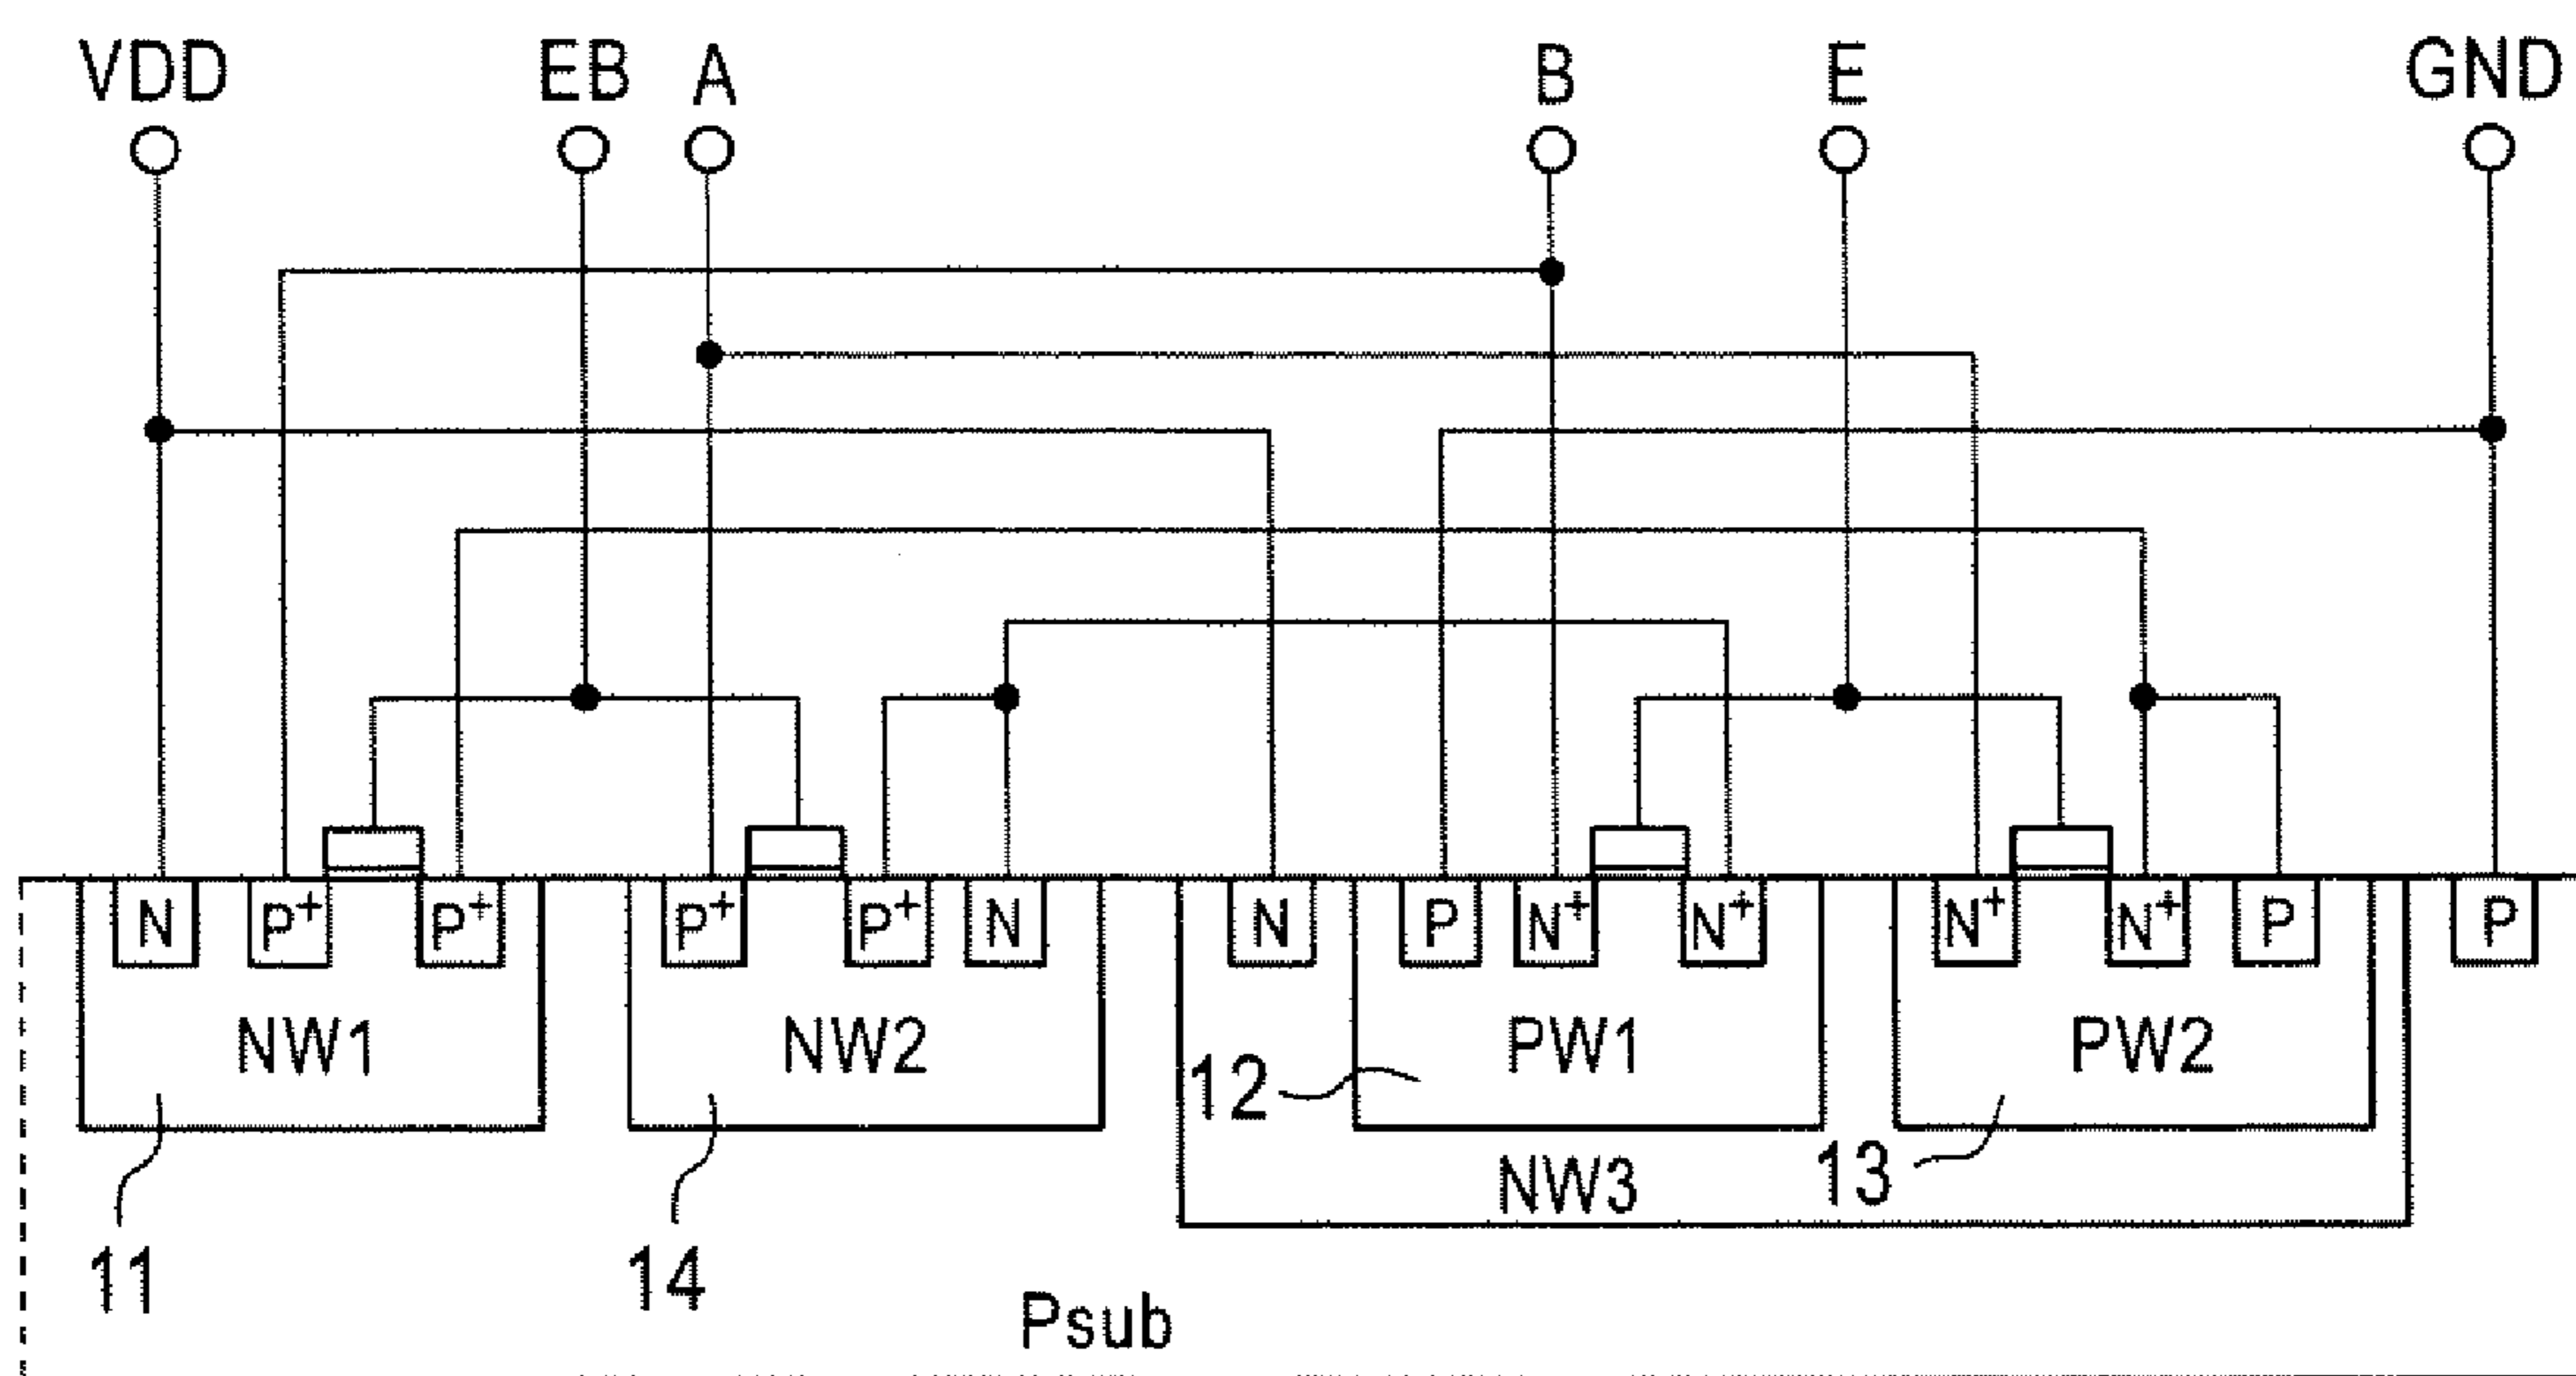 VDD EB A B E GND
N P+ P+ P+ P+ N N P N+ N+ N+ N+ P P
NW1 NW2 PW1 PW2
12
13
NW3
11 14
Psub